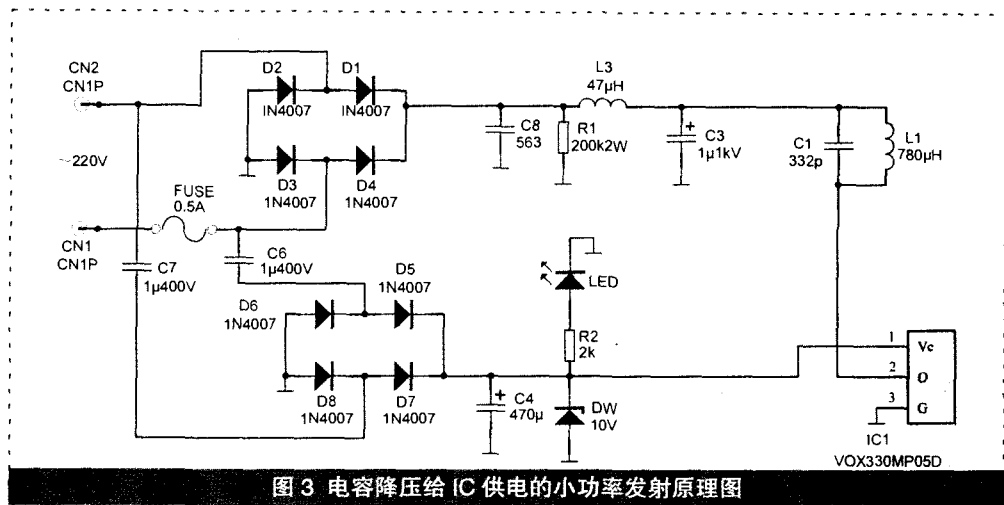 CN2
CN1P
~220V
CN1
CN1P
FUSE
0.5A
D2
IN4007
D1
IN4007
D3
1N4007
D4
1N4007
C7
1μ400V
C6
1μ400V
D5
1N4007
D6
1N4007
D8
1N4007
D7
1N4007
C8
563
R1
200k2W
L3
47μH
C3
1μ1kV
C1
332p
L1
780μH
LED
R2
2k
C4
470μ
DW
10V
1 Vc
2 O
3 G
IC1
VOX330MP05D
图 3 电容降压给 IC 供电的小功率发射原理图